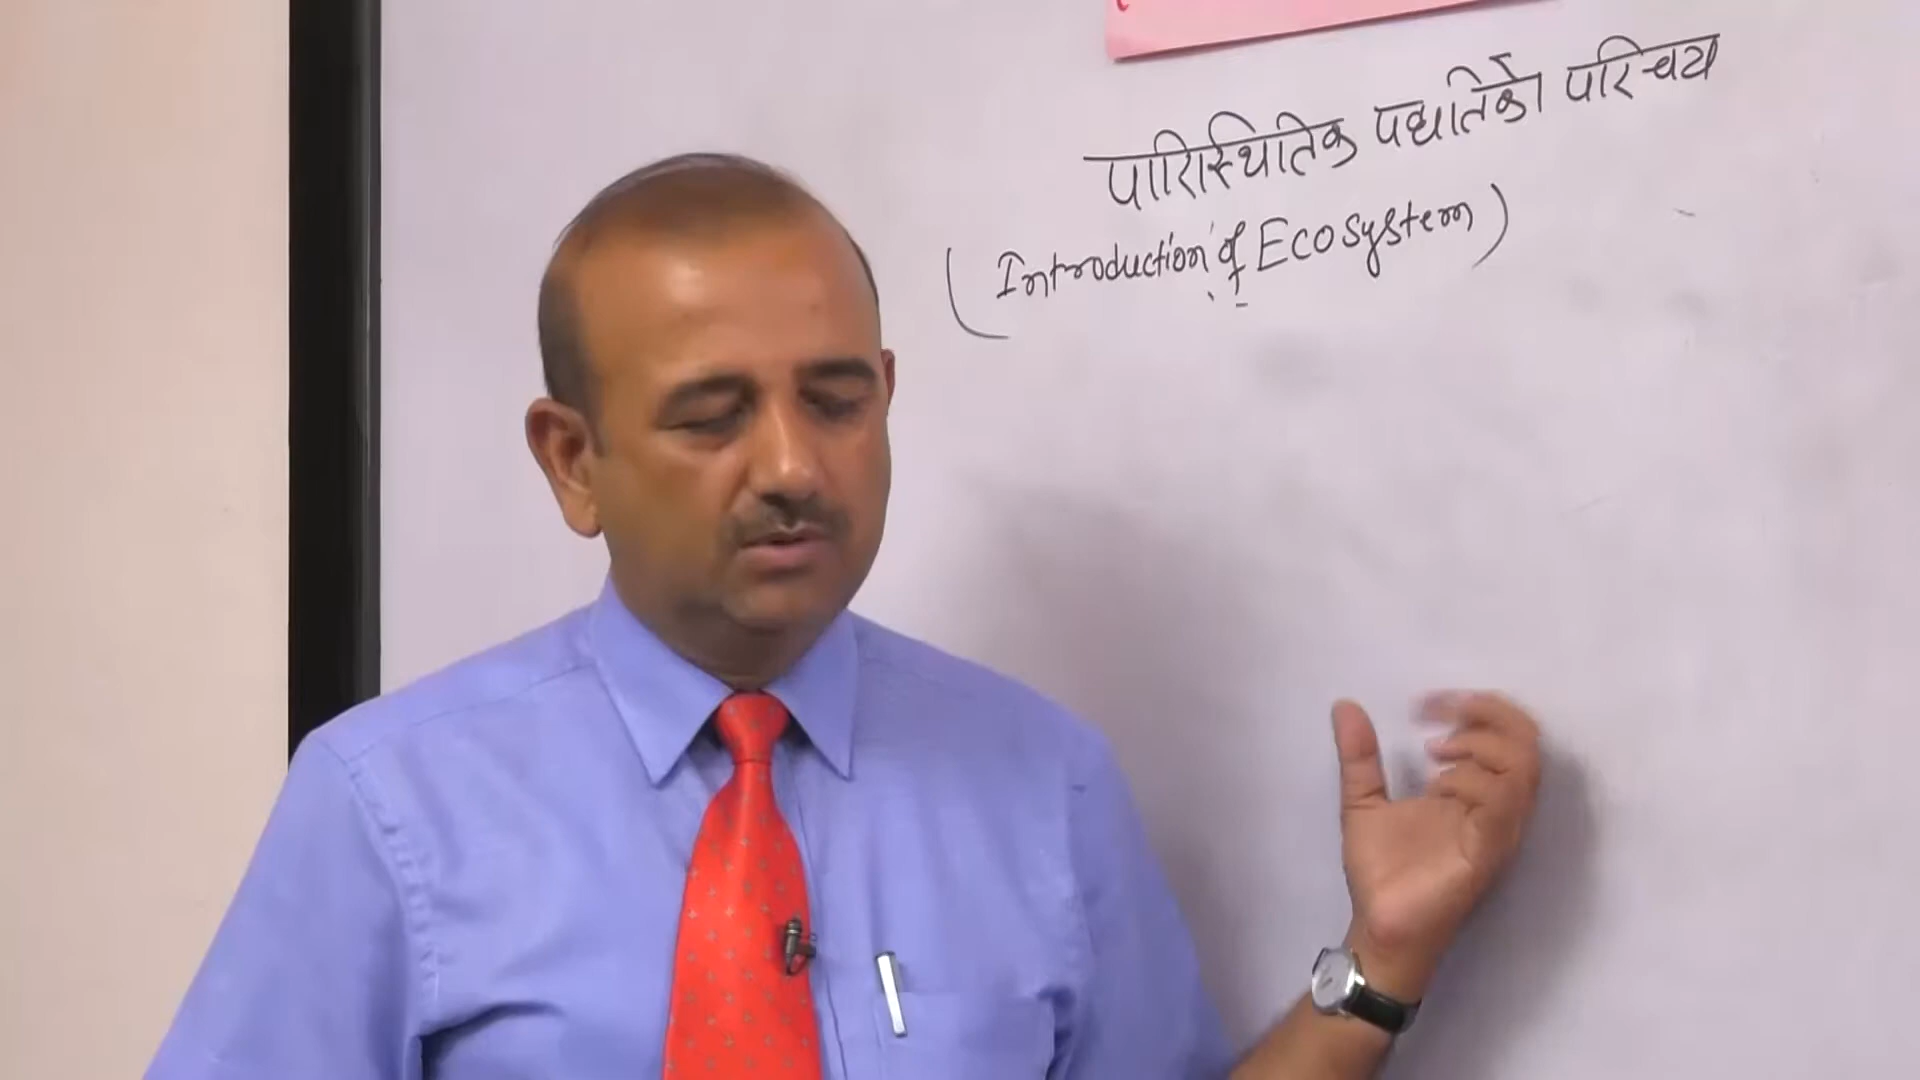 पारिस्थितिक पद्धतिको परिचय
(Introduction of Ecosystem)